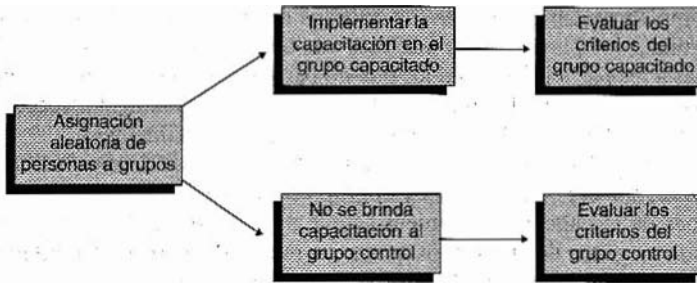 Implementar la
capacitación en el
grupo capacitado
Evaluar los
criterios del
grupo capacitado
Asignación
aleatoria de
personas a grupos
No se brinda
capacitación al
grupo control
Evaluar los
criterios del
grupo control